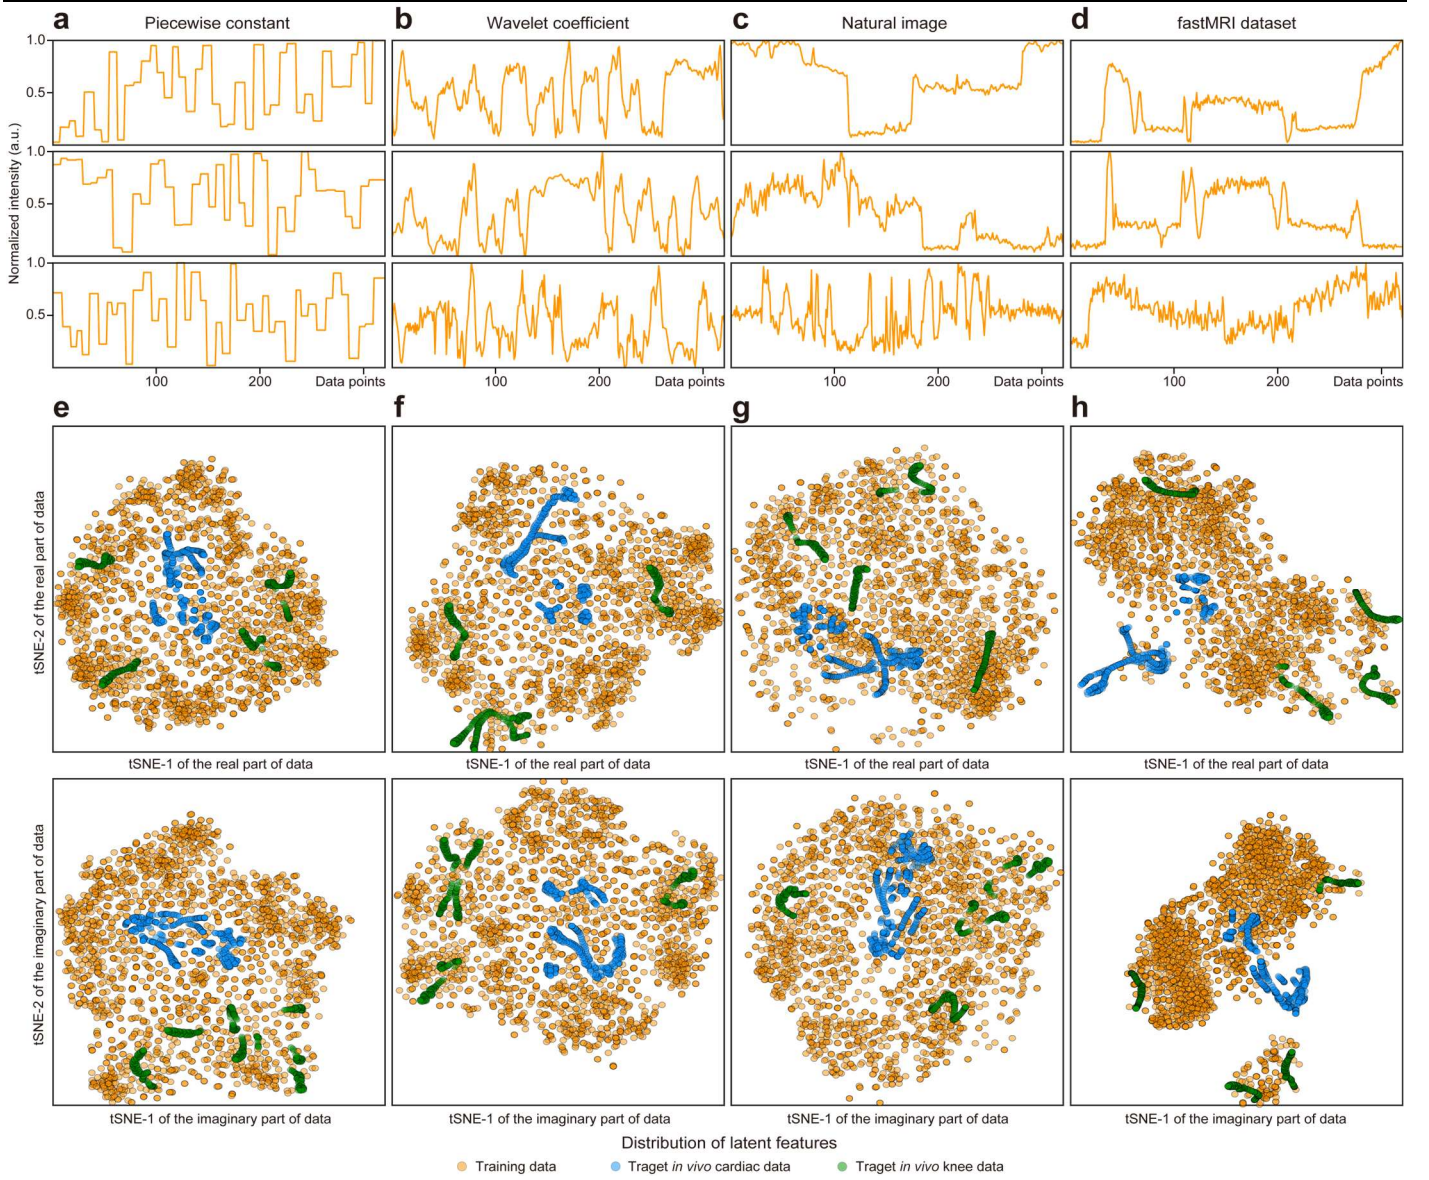 a Piecewise constant b Wavelet coefficient c Natural image d fastMRI dataset
1.0
0.5
1.0
0.5
1.0
0.5
Normalized intensity (a.u.)
100 200 Data points 100 200 Data points 100 200 Data points 100 200 Data points
e f g h
tSNE-2 of the real part of data
tSNE-1 of the real part of data tSNE-1 of the real part of data tSNE-1 of the real part of data tSNE-1 of the real part of data
tSNE-2 of the imaginary part of data
tSNE-1 of the imaginary part of data tSNE-1 of the imaginary part of data tSNE-1 of the imaginary part of data tSNE-1 of the imaginary part of data
Distribution of latent features
Training data Traget in vivo cardiac data Traget in vivo knee data